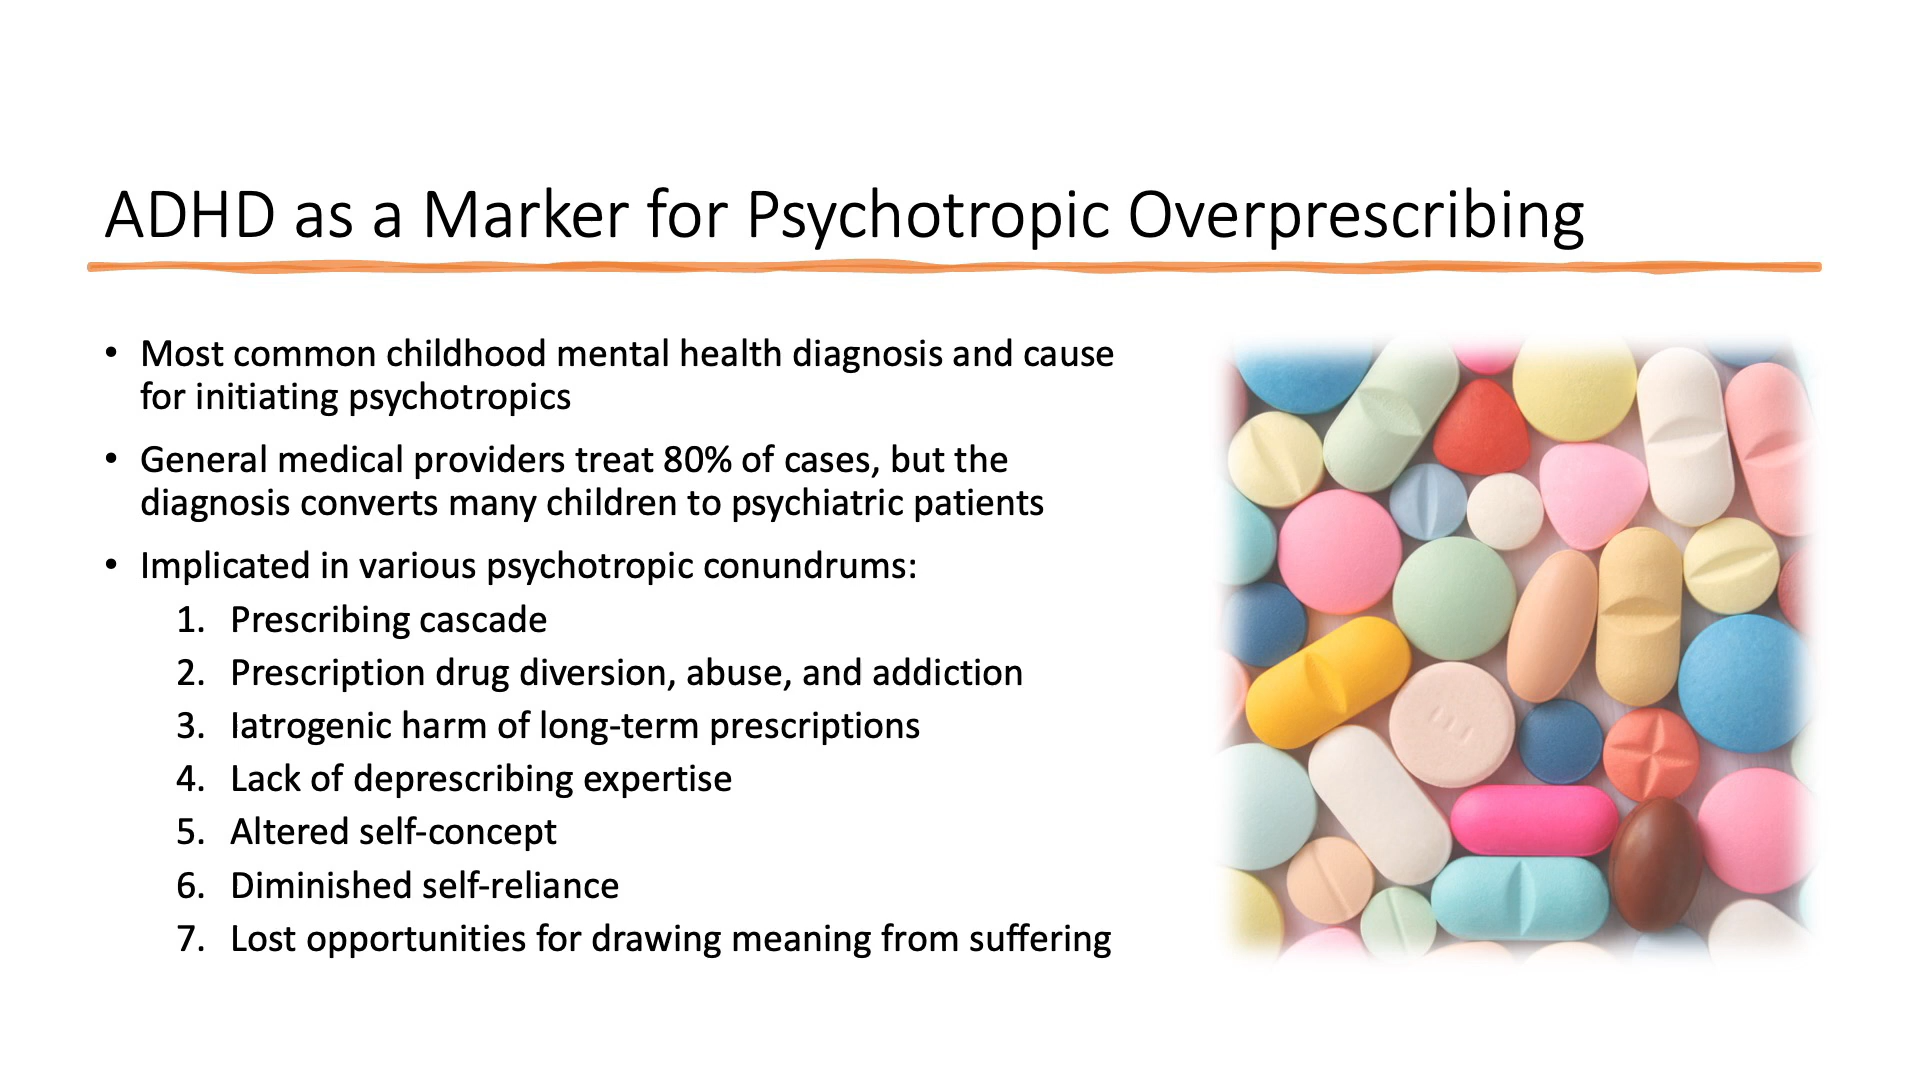 ADHD as a Marker for Psychotropic Overprescribing
• Most common childhood mental health diagnosis and cause
for initiating psychotropics
• General medical providers treat 80% of cases, but the
diagnosis converts many children to psychiatric patients
• Implicated in various psychotropic conundrums:
1. Prescribing cascade
2. Prescription drug diversion, abuse, and addiction
3. Iatrogenic harm of long-term prescriptions
4. Lack of deprescribing expertise
5. Altered self-concept
6. Diminished self-reliance
7. Lost opportunities for drawing meaning from suffering